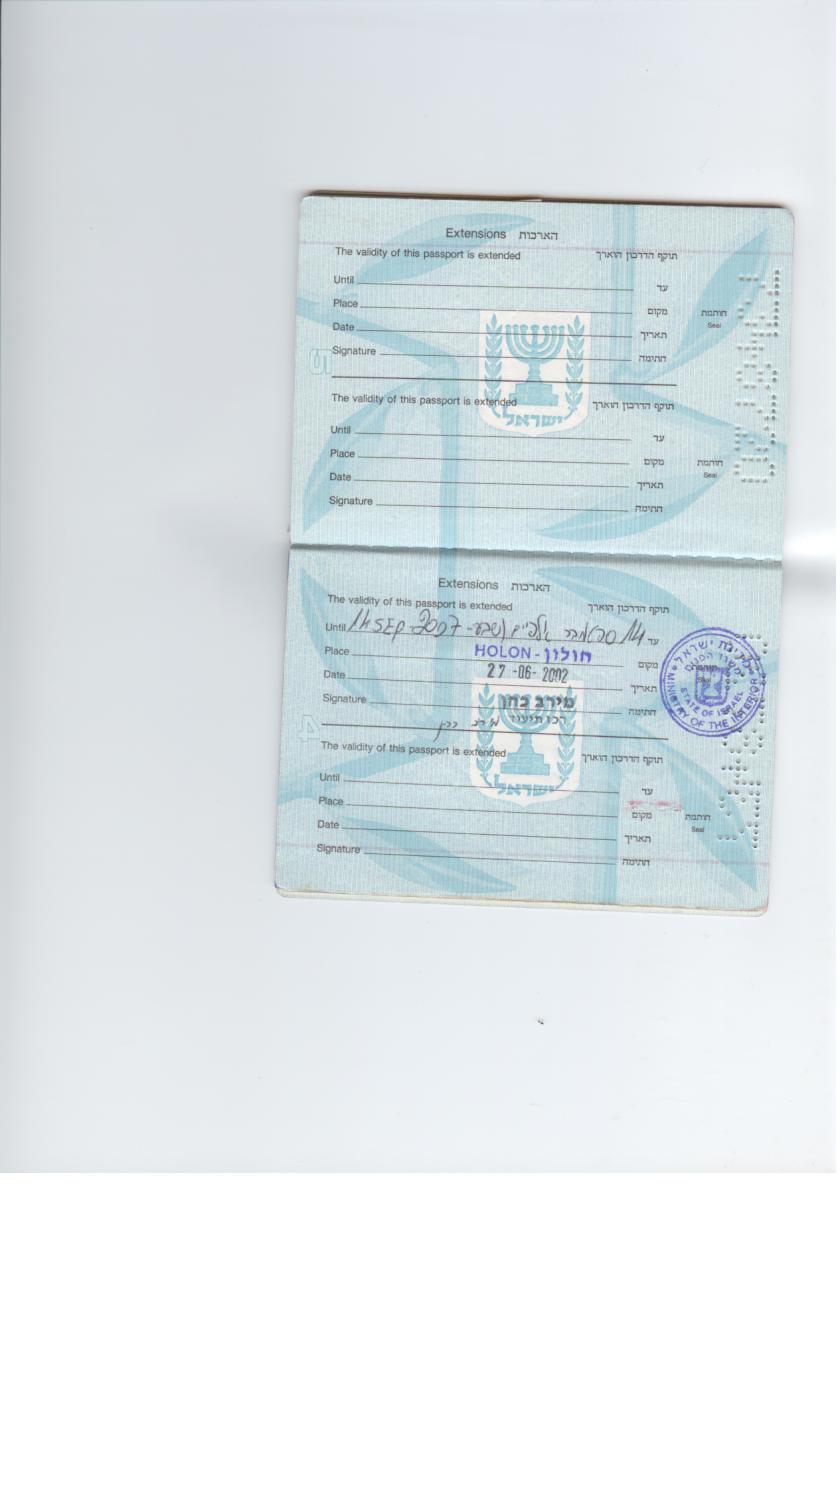 Extensions הארכות
The validity of this passport is extended תוקף הדרכון הוארך
Until עד
Place מקום
חותמת
Seal
Date תאריך
Signature חתימה
5
The validity of this passport is extended תוקף הדרכון הוארך
ישראל
Until עד
Place מקום
חותמת
Seal
Date תאריך
Signature חתימה
Extensions הארכות
The validity of this passport is extended תוקף הדרכון הוארך
Until 14 SEP 2007 - 14 ספטמבר אלפיים ושבע עד
Place HOLON - חולון מקום
Date 27-06-2002 תאריך
Signature מירב כהן חתימה
רכז תיעוד מירב כהן
מדינת ישראל
משרד הפנים
חותמת
Seal
STATE OF ISRAEL
MINISTRY OF THE INTERIOR
4
The validity of this passport is extended תוקף הדרכון הוארך
ישראל
Until עד
Place מקום
חותמת
Seal
Date תאריך
Signature חתימה